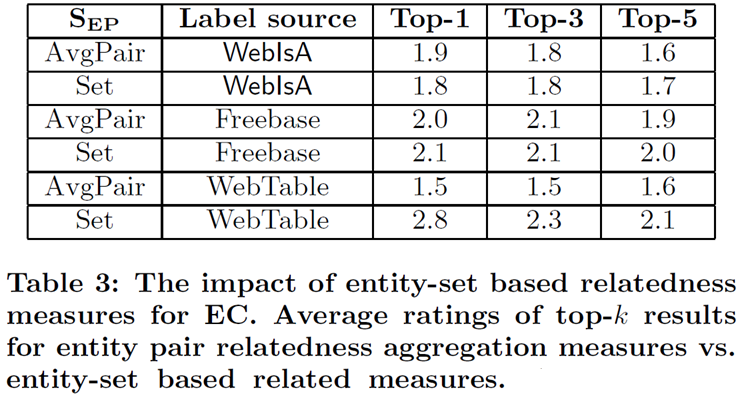 S_EP Label source Top-1 Top-3 Top-5
AvgPair WebIsA 1.9 1.8 1.6
Set WebIsA 1.8 1.8 1.7
AvgPair Freebase 2.0 2.1 1.9
Set Freebase 2.1 2.1 2.0
AvgPair WebTable 1.5 1.5 1.6
Set WebTable 2.8 2.3 2.1
Table 3: The impact of entity-set based relatedness
measures for EC. Average ratings of top-k results
for entity pair relatedness aggregation measures vs.
entity-set based related measures.